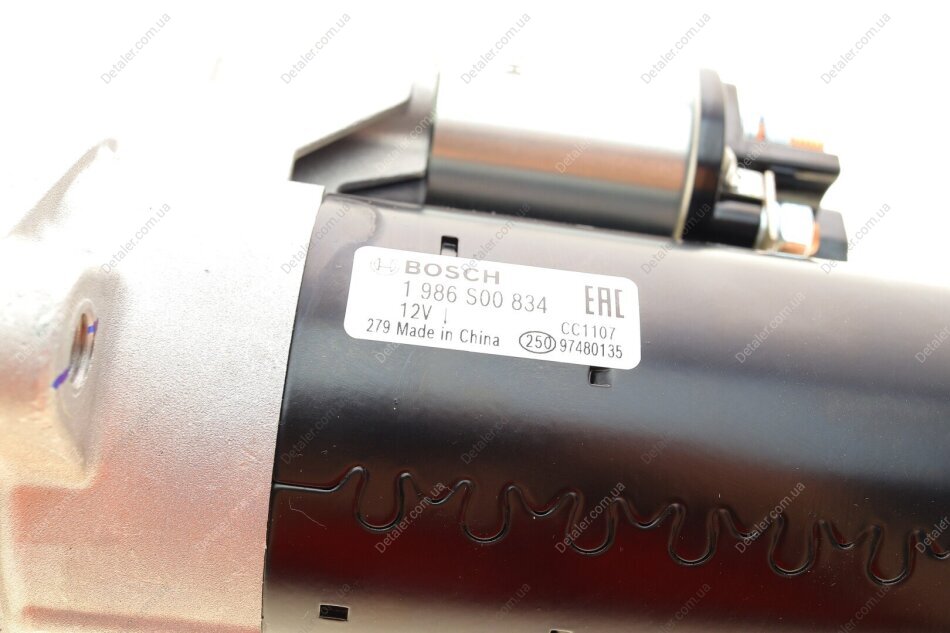 BOSCH
1 986 S00 834
EAC
12V
CC1107
279 Made in China
250 97480135
Detaler.com.ua